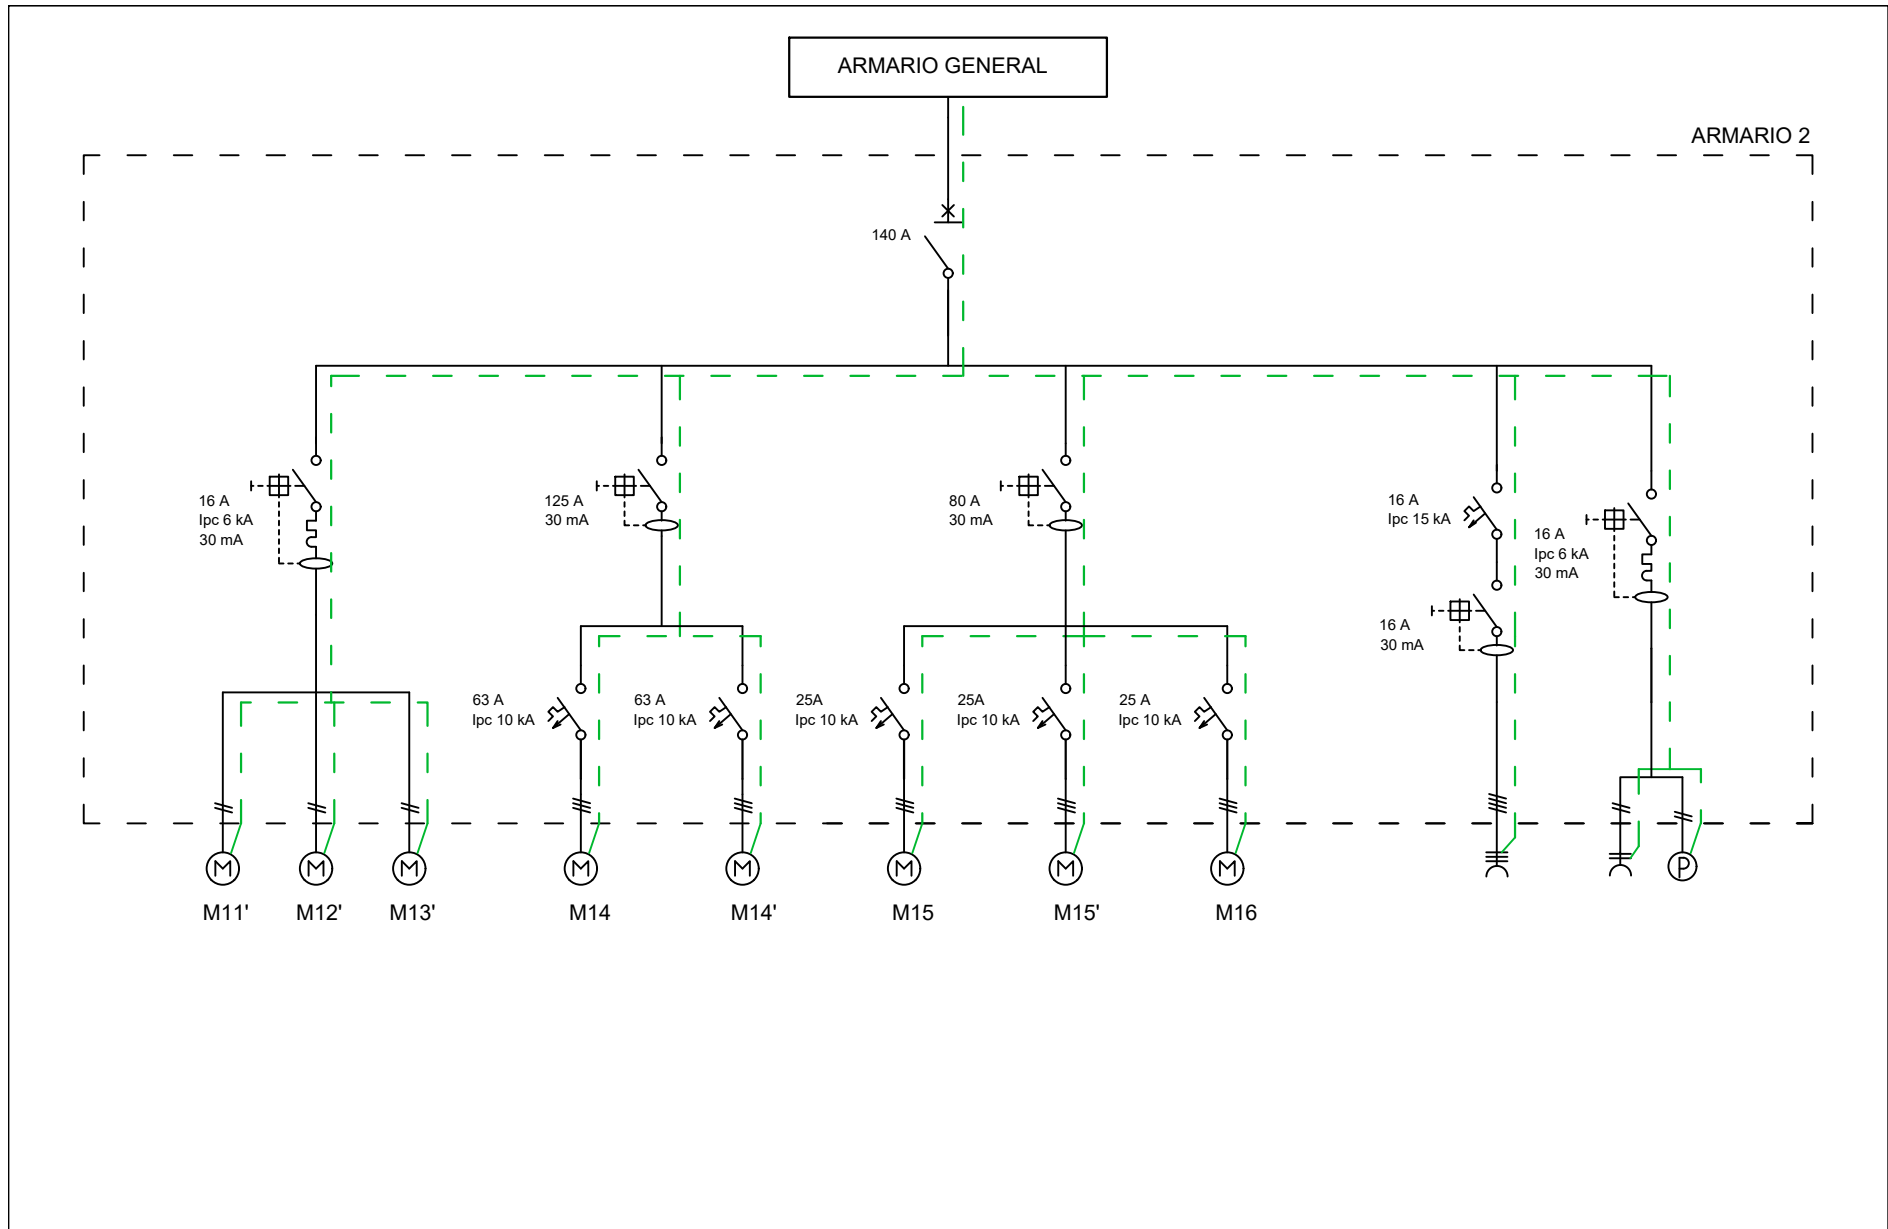 ARMARIO GENERAL
ARMARIO 2
140 A
16 A
Ipc 6 kA
30 mA
125 A
30 mA
80 A
30 mA
16 A
Ipc 15 kA
16 A
Ipc 6 kA
30 mA
16 A
30 mA
63 A
Ipc 10 kA
63 A
Ipc 10 kA
25A
Ipc 10 kA
25A
Ipc 10 kA
25 A
Ipc 10 kA
M
M
M
M
M
M
M
M
P
M11'
M12'
M13'
M14
M14'
M15
M15'
M16